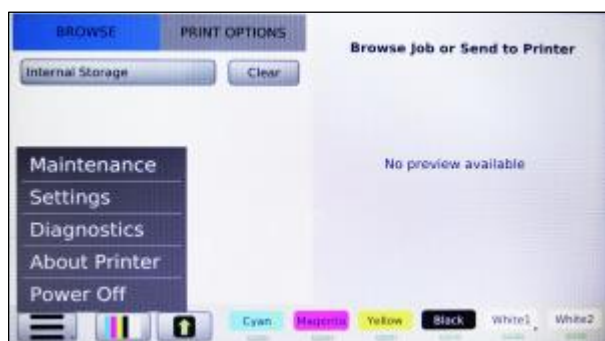 BROWSE
PRINT OPTIONS
Browse Job or Send to Printer
Internal Storage
Clear
No preview available
Maintenance
Settings
Diagnostics
About Printer
Power Off
Cyan
Magenta
Yellow
Black
White1
White2